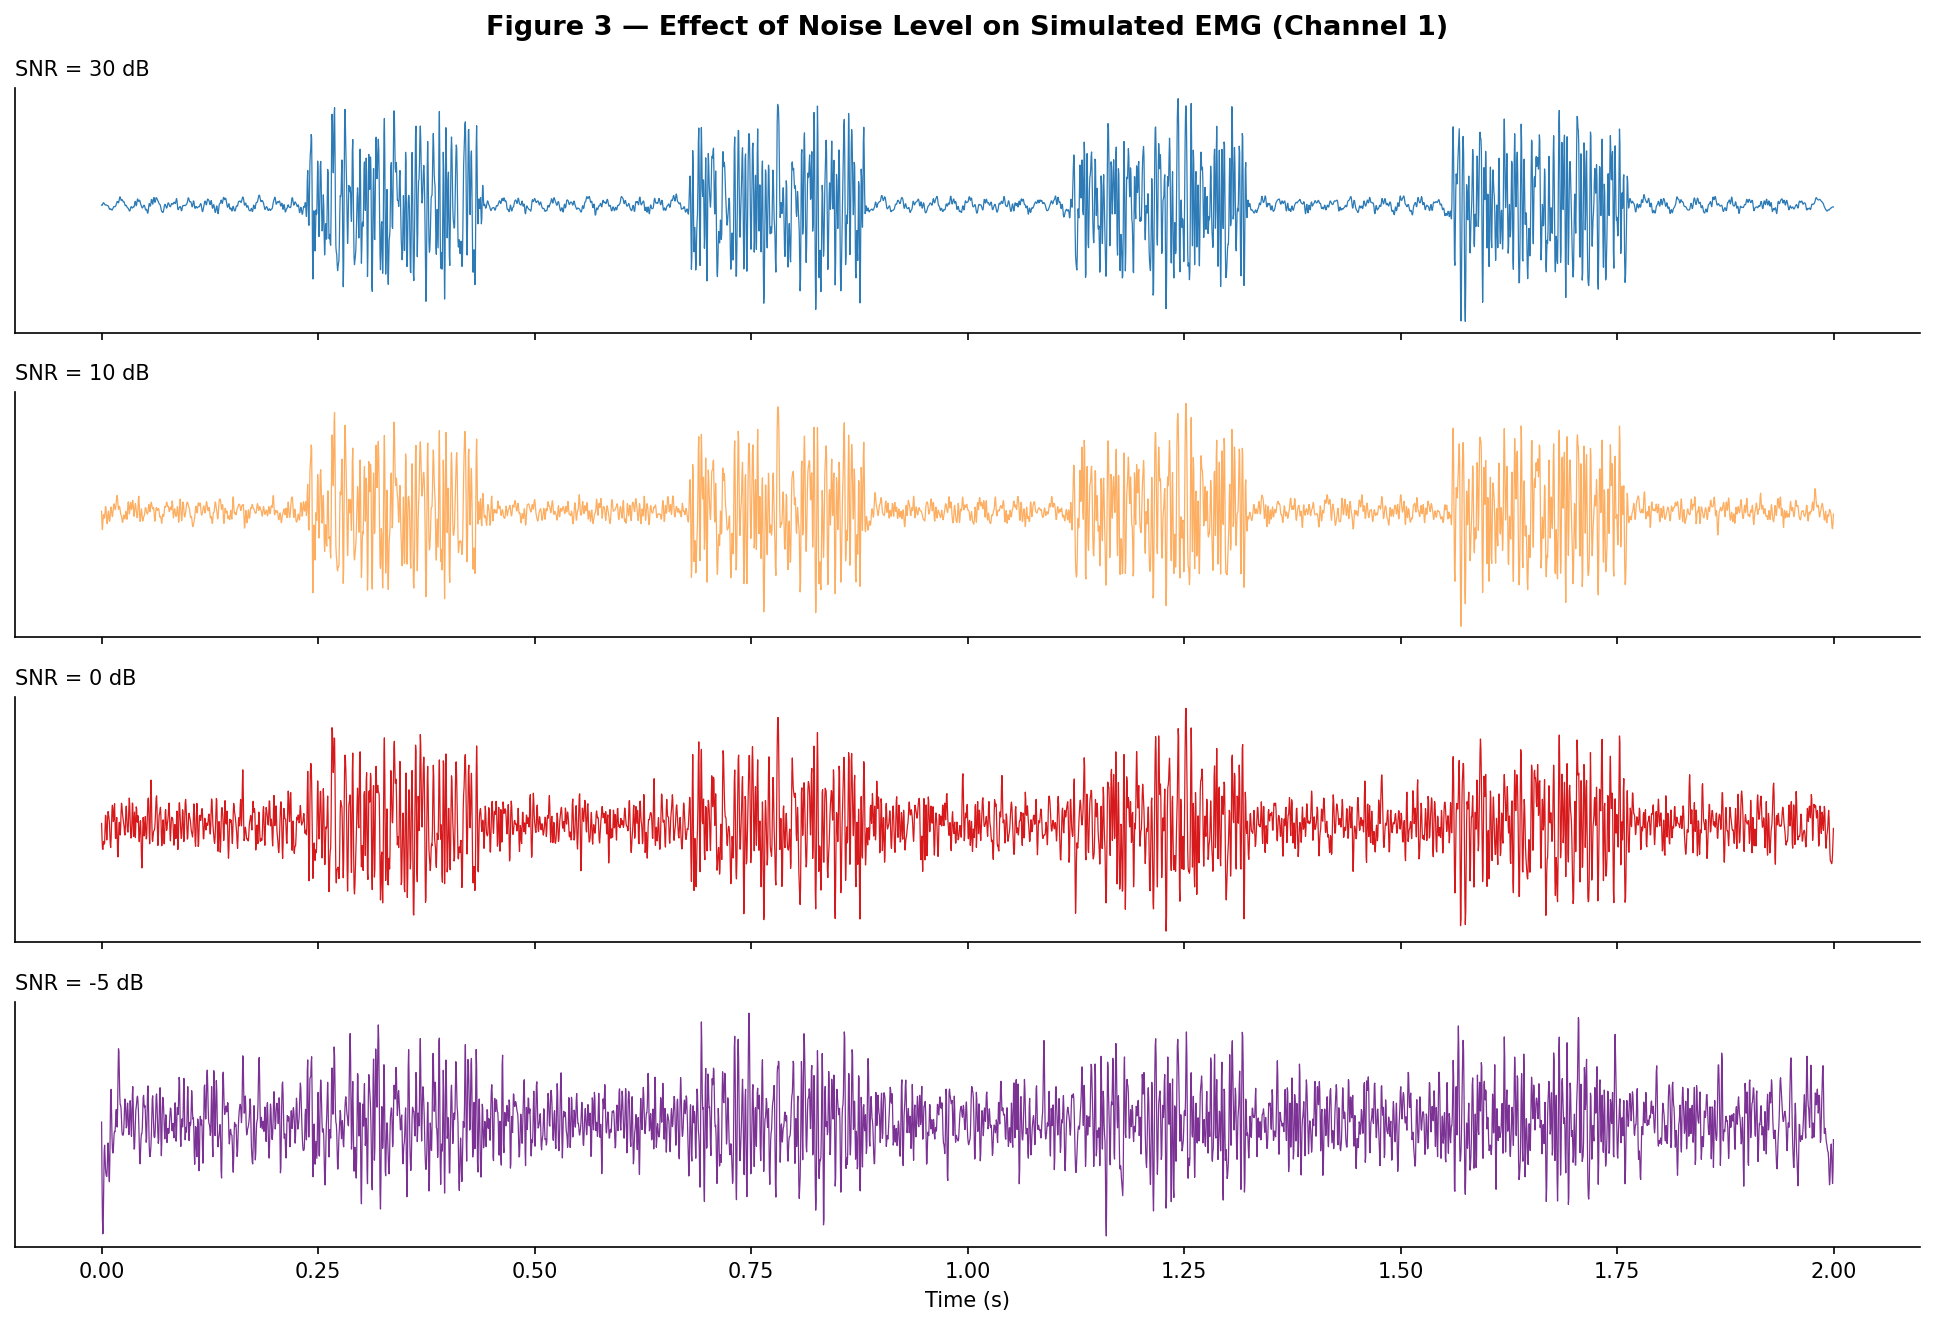 Figure 3 — Effect of Noise Level on Simulated EMG (Channel 1)
SNR = 30 dB
SNR = 10 dB
SNR = 0 dB
SNR = -5 dB
0.00 0.25 0.50 0.75 1.00 1.25 1.50 1.75 2.00
Time (s)